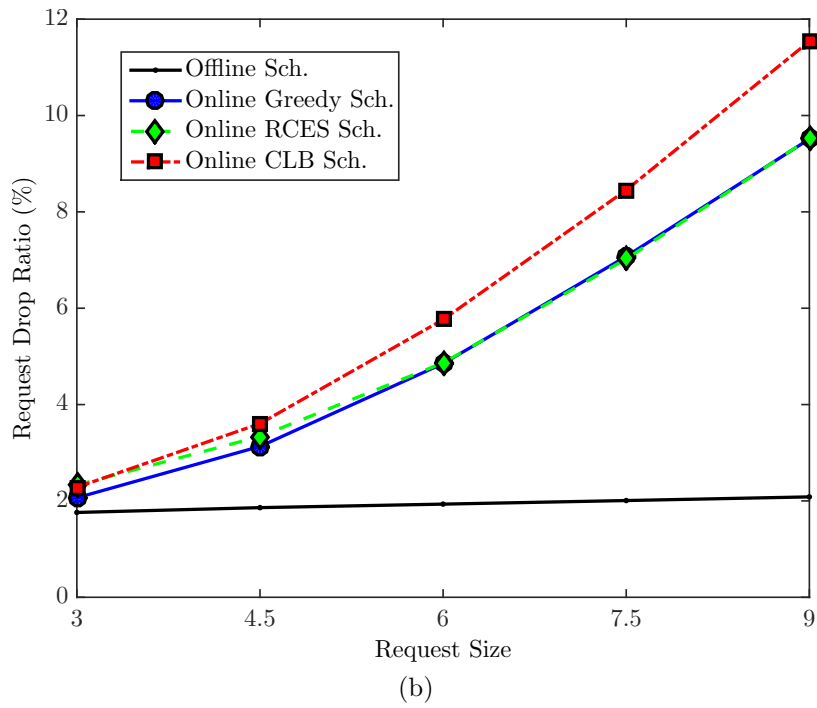 12
10
8
6
4
2
0
Request Drop Ratio (%)
Offline Sch.
Online Greedy Sch.
Online RCES Sch.
Online CLB Sch.
3 4.5 6 7.5 9
Request Size
(b)